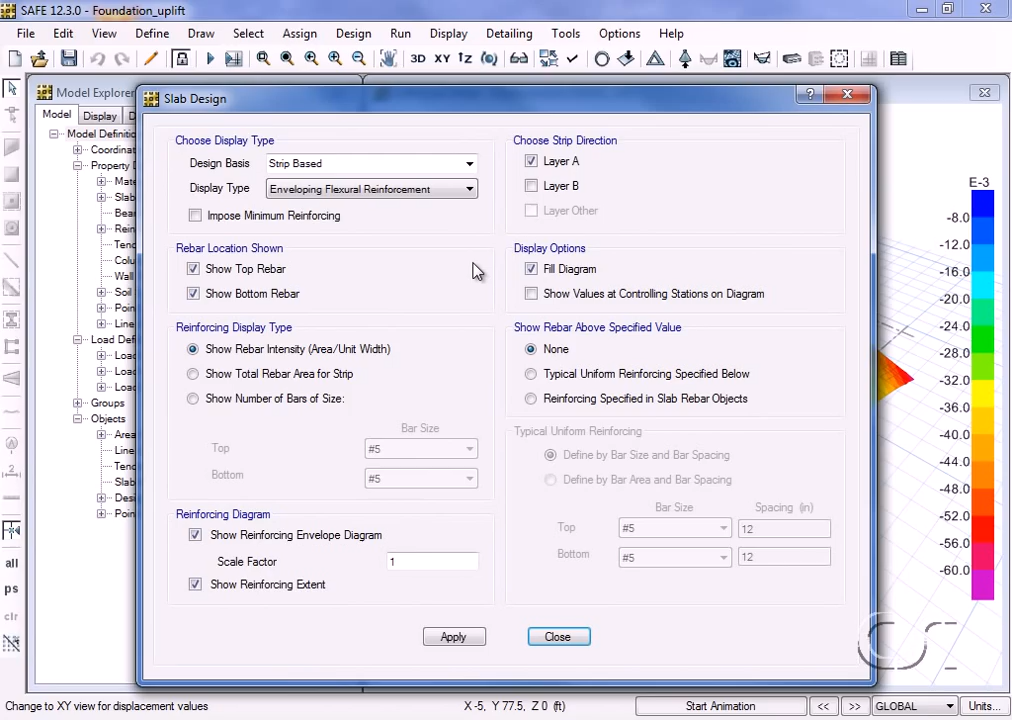 SAFE 12.3.0 - Foundation_uplift
File Edit View Define Draw Select Assign Design Run Display Detailing Tools Options Help
3D XY
Model Explorer
Slab Design
Model Display
Model Definitio
Coordina
Property D
Mate
Slab
Bear
Rein
Tend
Colu
Wall
Soil
Poin
Line
Load Defi
Load
Load
Load
Groups
Objects
Area
Line
Tend
Slab
Desi
Poin
all
ps
clr
Choose Display Type
Design Basis Strip Based
Display Type Enveloping Flexural Reinforcement
Impose Minimum Reinforcing
Choose Strip Direction
Layer A
Layer B
Layer Other
Rebar Location Shown
Show Top Rebar
Show Bottom Rebar
Display Options
Fill Diagram
Show Values at Controlling Stations on Diagram
Reinforcing Display Type
Show Rebar Intensity (Area/Unit Width)
Show Total Rebar Area for Strip
Show Number of Bars of Size:
Bar Size
Top #5
Bottom #5
Show Rebar Above Specified Value
None
Typical Uniform Reinforcing Specified Below
Reinforcing Specified in Slab Rebar Objects
Typical Uniform Reinforcing
Define by Bar Size and Bar Spacing
Define by Bar Area and Bar Spacing
Bar Size Spacing (in)
Top #5 12
Bottom #5 12
Reinforcing Diagram
Show Reinforcing Envelope Diagram
Scale Factor 1
Show Reinforcing Extent
Apply Close
E-3
-8.0
-12.0
-16.0
-20.0
-24.0
-28.0
-32.0
-36.0
-40.0
-44.0
-48.0
-52.0
-56.0
-60.0
CSI
Change to XY view for displacement values X -5, Y 77.5, Z 0 (ft) Start Animation << >> GLOBAL Units...